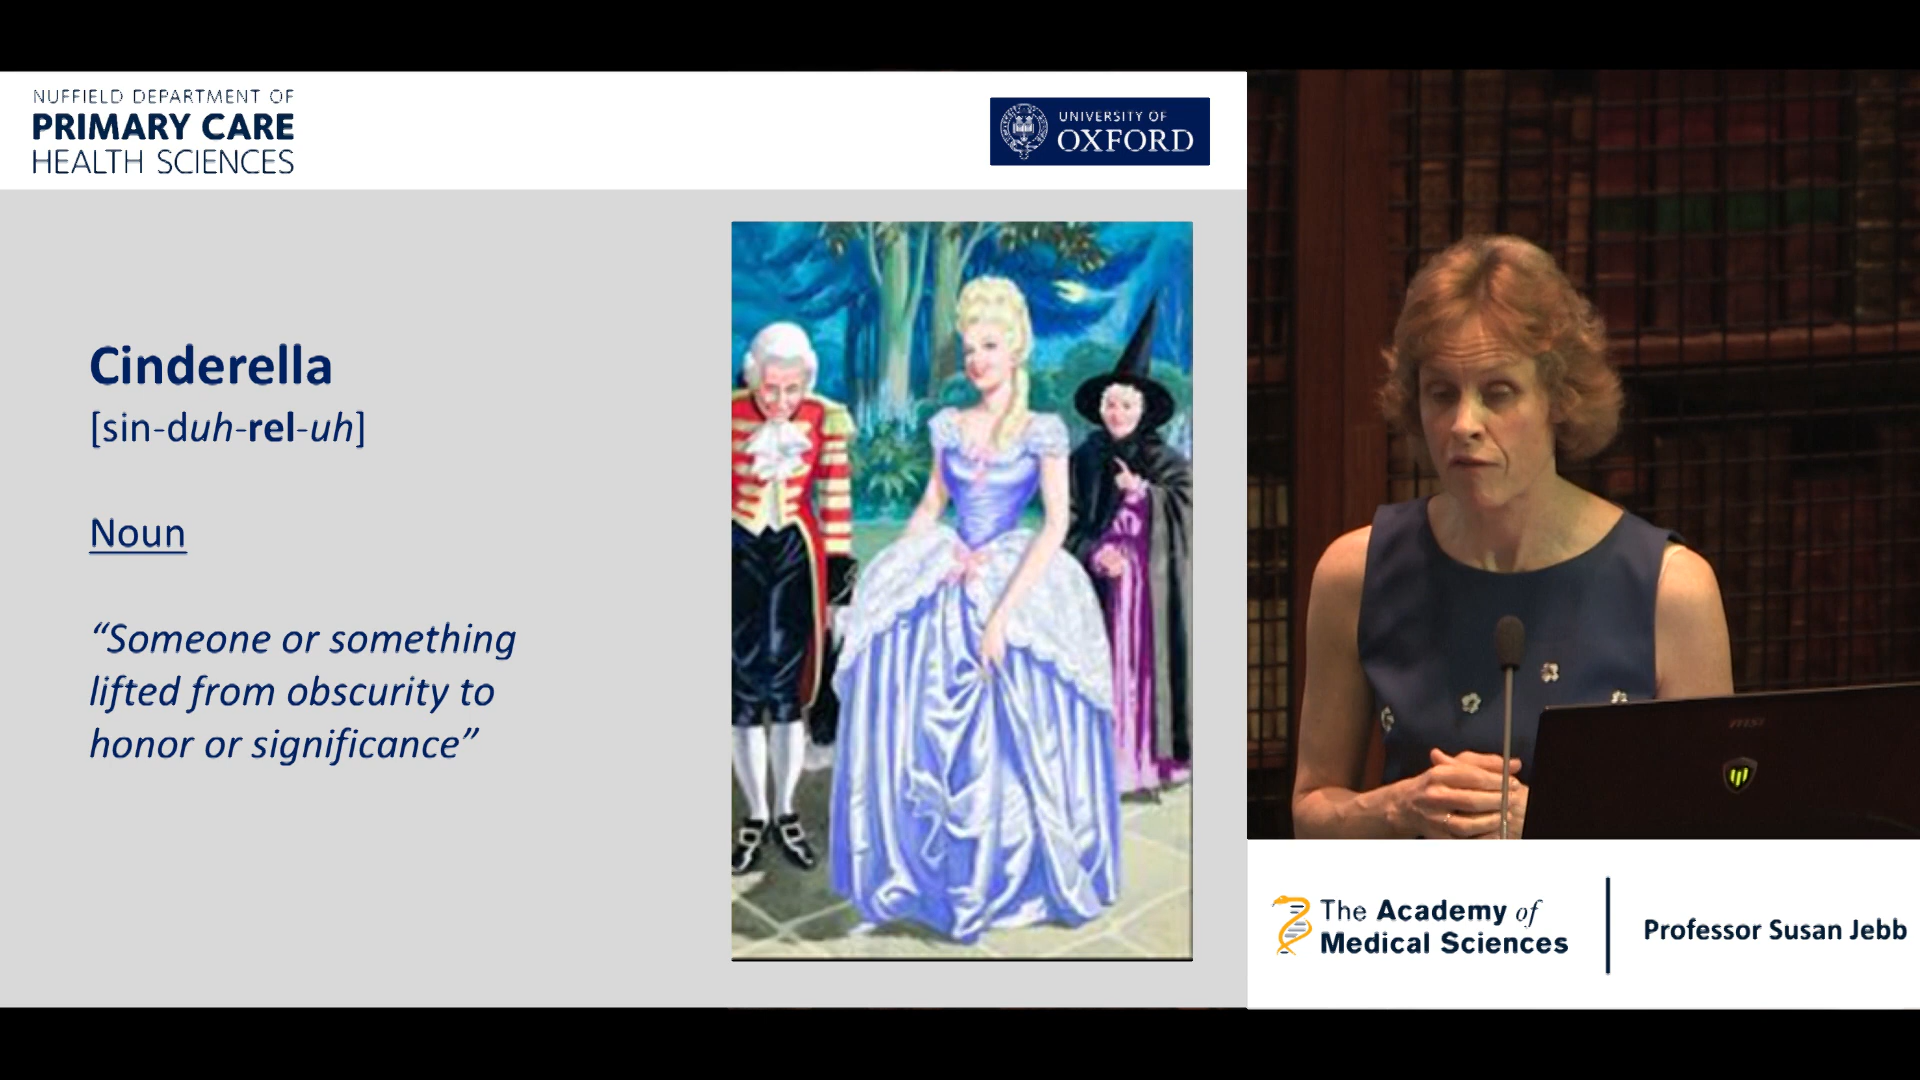 NUFFIELD DEPARTMENT OF
PRIMARY CARE
HEALTH SCIENCES
UNIVERSITY OF
OXFORD
Cinderella
[sin-duh-rel-uh]
Noun
“Someone or something
lifted from obscurity to
honor or significance”
msi
The Academy of
Medical Sciences
Professor Susan Jebb